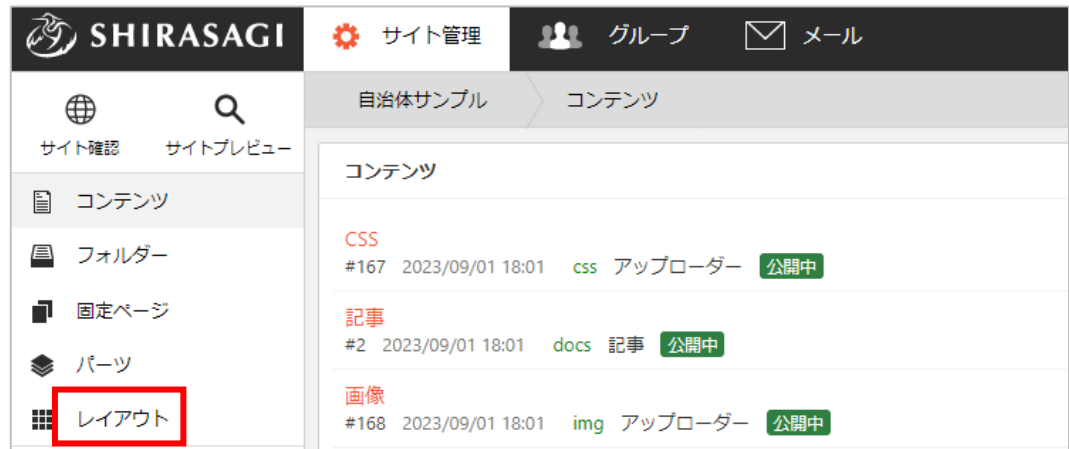 SHIRASAGI サイト管理 グループ メール
自治体サンプル コンテンツ
サイト確認 サイトプレビュー
コンテンツ
フォルダー
固定ページ
パーツ
レイアウト
コンテンツ
CSS
#167 2023/09/01 18:01 css アップローダー 公開中
記事
#2 2023/09/01 18:01 docs 記事 公開中
画像
#168 2023/09/01 18:01 img アップローダー 公開中